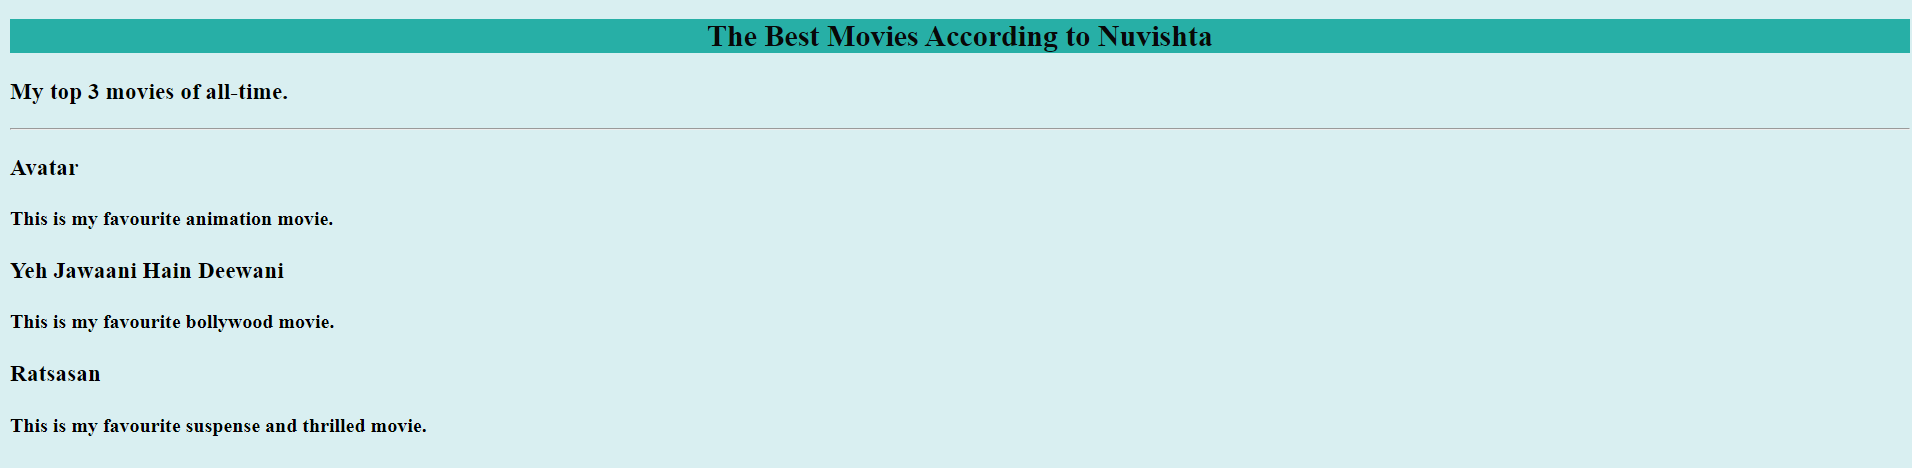 The Best Movies According to Nuvishta
My top 3 movies of all-time.
Avatar
This is my favourite animation movie.
Yeh Jawaani Hain Deewani
This is my favourite bollywood movie.
Ratsasan
This is my favourite suspense and thrilled movie.